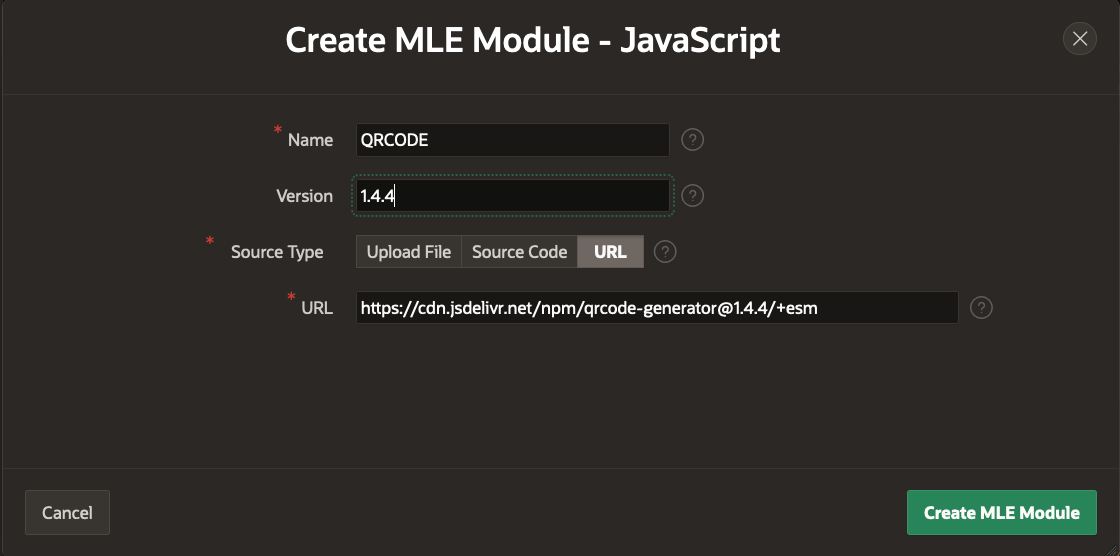 Create MLE Module - JavaScript
* Name QRCODE ?
Version 1.4.4 ?
* Source Type Upload File Source Code URL ?
* URL https://cdn.jsdelivr.net/npm/qrcode-generator@1.4.4/+esm ?
Cancel Create MLE Module